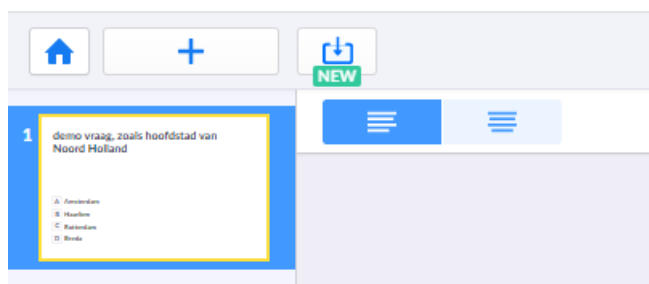 NEW
1
demo vraag, zoals hoofdstad van
Noord Holland
A Amsterdam
B Haarlem
C Rotterdam
D Breda